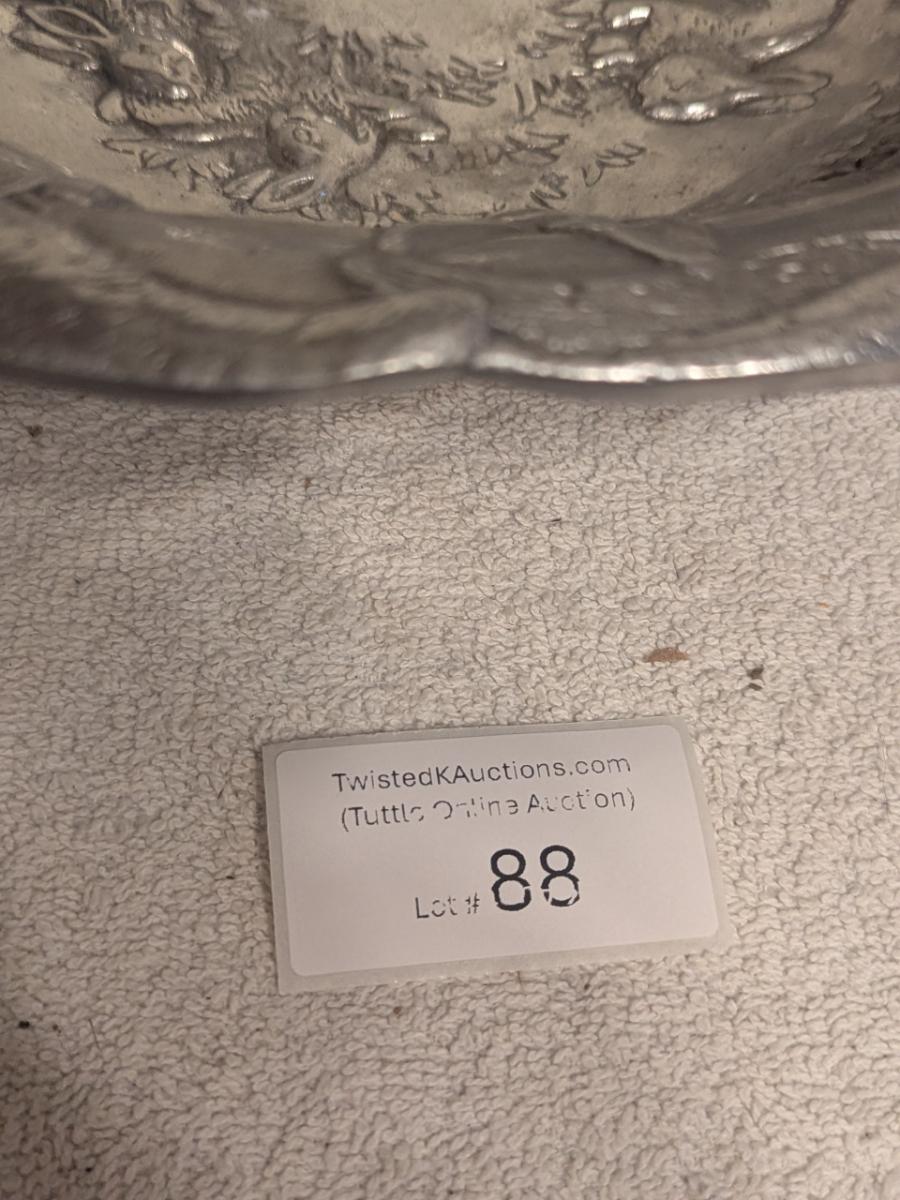 TwistedKAuctions.com
(Tuttle Online Auction)
Lot # 88